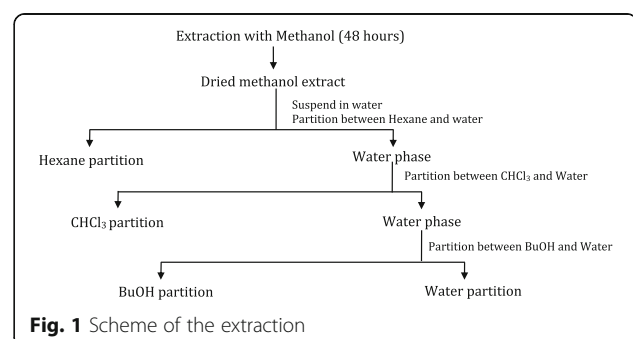 Extraction with Methanol (48 hours)
Dried methanol extract
Suspend in water
Partition between Hexane and water
Hexane partition
Water phase
Partition between CHCl₃ and Water
CHCl₃ partition
Water phase
Partition between BuOH and Water
BuOH partition
Water partition
Fig. 1 Scheme of the extraction